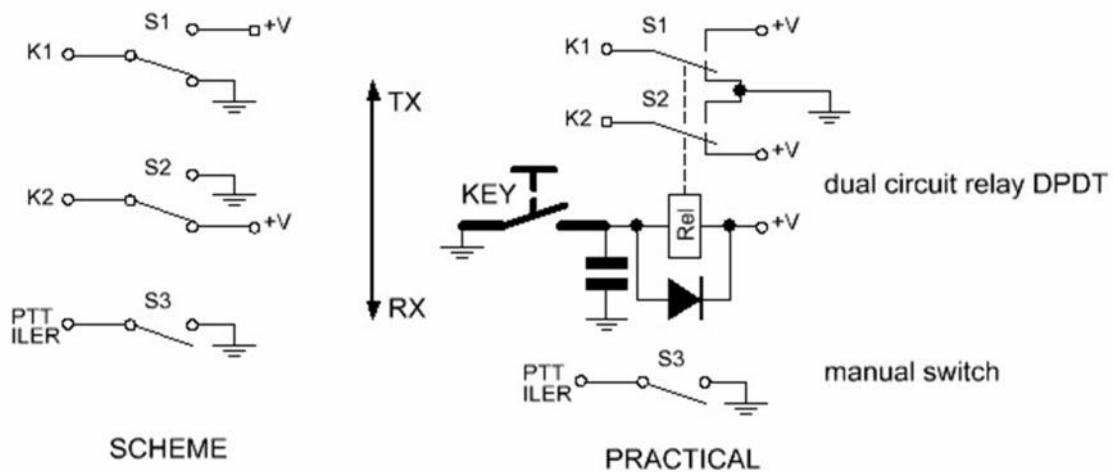 S1
+V
K1
TX
S2
K2
+V
RX
S3
PTT
ILER
SCHEME
S1
+V
K1
S2
K2
+V
dual circuit relay DPDT
KEY
Rel
+V
S3
manual switch
PTT
ILER
PRACTICAL